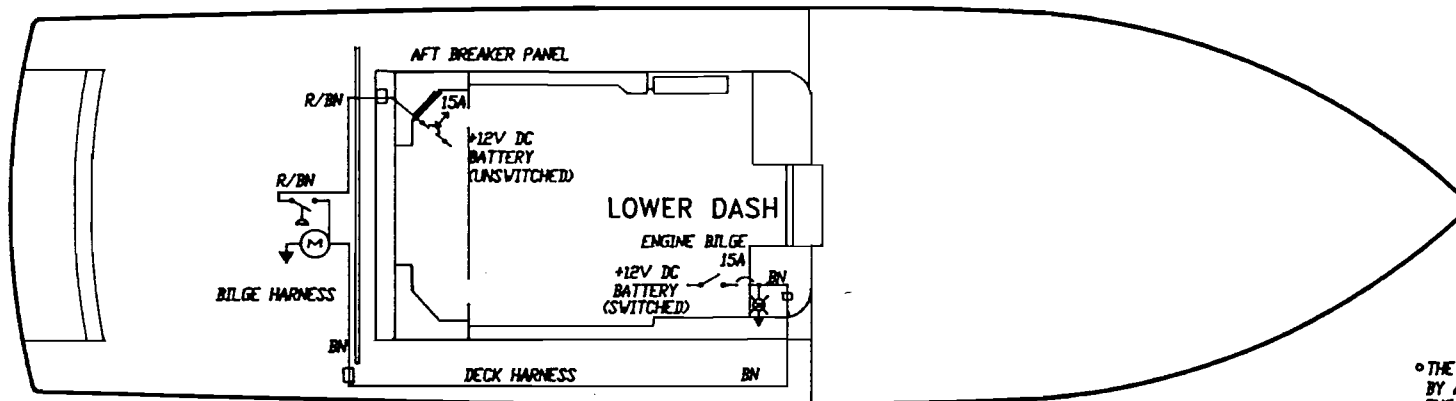 AFT BREAKER PANEL
R/BN
15A
+12V DC
BATTERY
(UNSWITCHED)
R/BN
LOWER DASH
ENGINE BILGE
15A
+12V DC
BN
BATTERY
(SWITCHED)
M
BILGE HARNESS
BN
DECK HARNESS
BN
° THE
BY